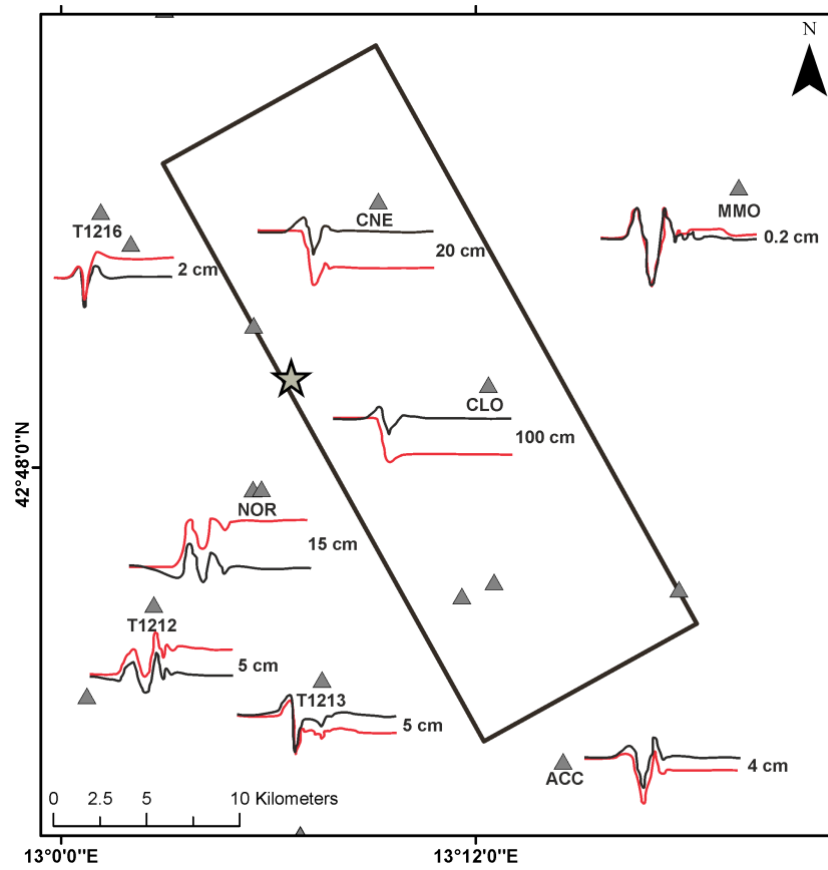 N
MMO
0.2 cm
T1216
2 cm
CNE
20 cm
CLO
100 cm
42°48'0"N
NOR
15 cm
T1212
5 cm
T1213
5 cm
ACC
4 cm
0 2.5 5 10 Kilometers
13°0'0"E 13°12'0"E